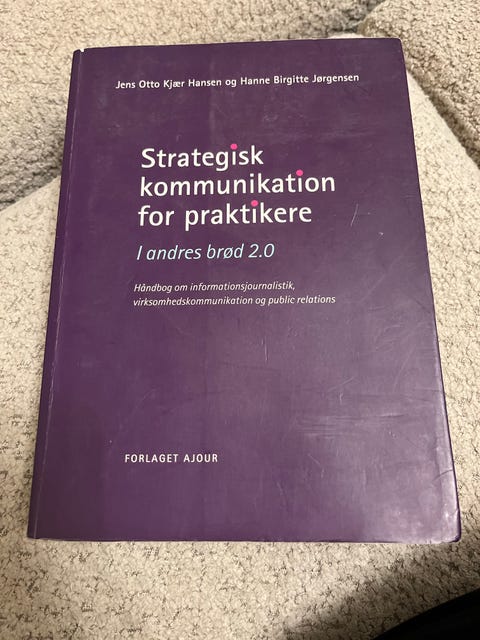 Jens Otto Kjær Hansen og Hanne Birgitte Jørgensen
Strategisk
kommunikation
for praktikere
I andres brød 2.0
Håndbog om informationsjournalistik,
virksomhedskommunikation og public relations
FORLAGET AJOUR